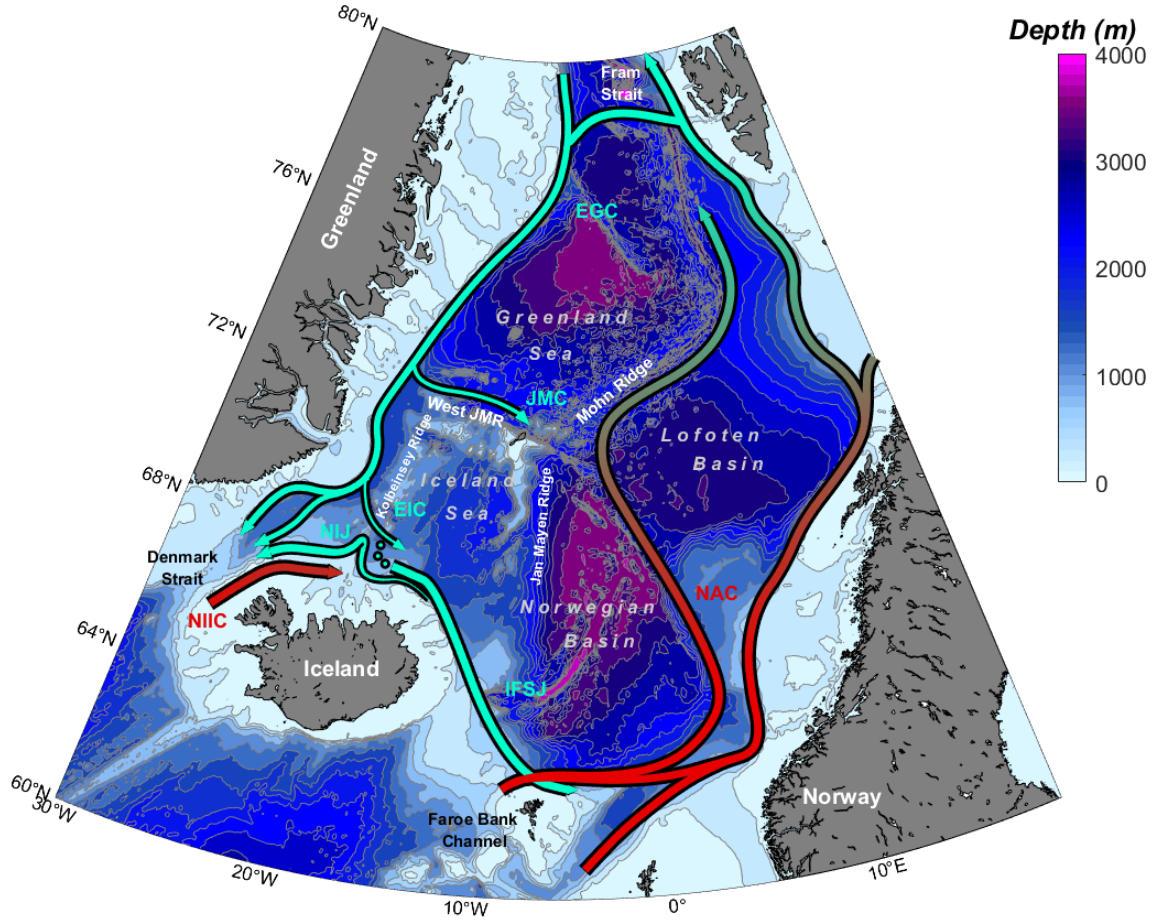 80°N
Depth (m)
4000
3000
2000
1000
0
Fram
Strait
76°N
Greenland
EGC
72°N
Greenland
Sea
Mohn Ridge
JMC
West JMR
Kolbeinsey Ridge
Lofoten
Basin
68°N
Iceland
Sea
EIC
NIJ
Jan Mayen Ridge
Denmark
Strait
NAC
NIIC
Norwegian
Basin
64°N
Iceland
IFSJ
60°N
30°W
Norway
Faroe Bank
Channel
20°W
10°W
0°
10°E